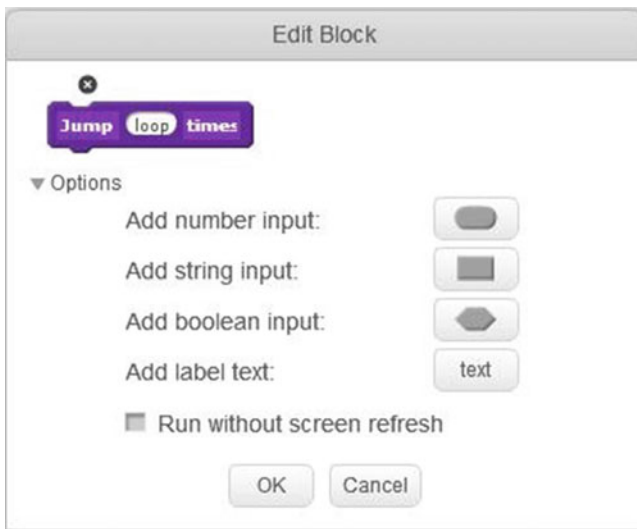 Edit Block
Jump loop times
Options
Add number input:
Add string input:
Add boolean input:
Add label text: text
Run without screen refresh
OK Cancel